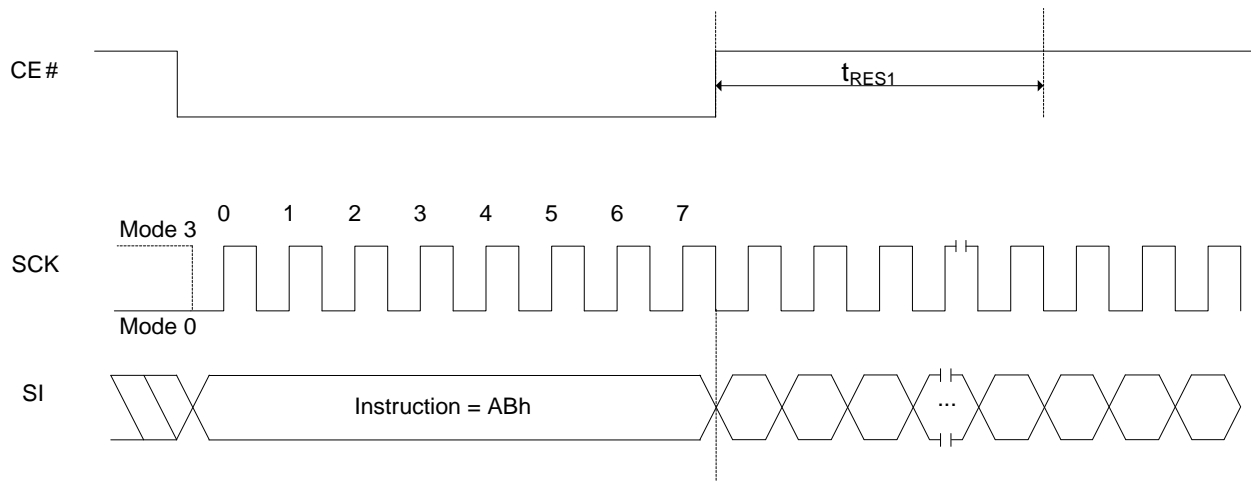 CE#
tRES1
0 1 2 3 4 5 6 7
Mode 3
SCK
Mode 0
SI
Instruction = ABh
...